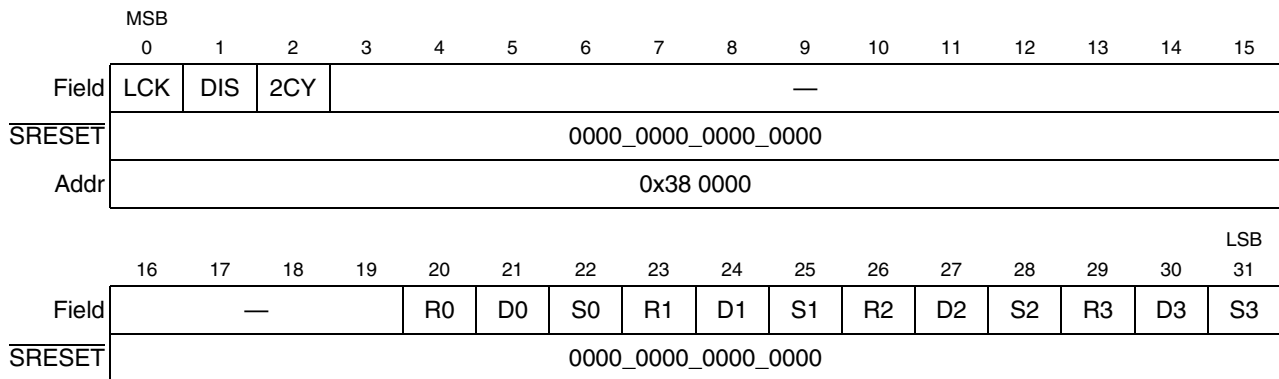 MSB
0 1 2 3 4 5 6 7 8 9 10 11 12 13 14 15
Field LCK DIS 2CY —
SRESET 0000_0000_0000_0000
Addr 0x38 0000
LSB
16 17 18 19 20 21 22 23 24 25 26 27 28 29 30 31
Field — R0 D0 S0 R1 D1 S1 R2 D2 S2 R3 D3 S3
SRESET 0000_0000_0000_0000